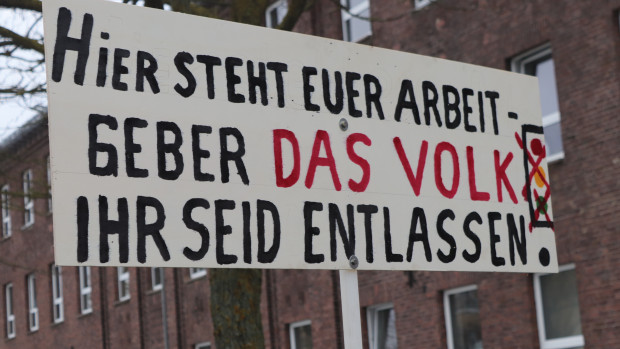 HIER STEHT EUER ARBEIT-
GEBER DAS VOLK
IHR SEID ENTLASSEN!